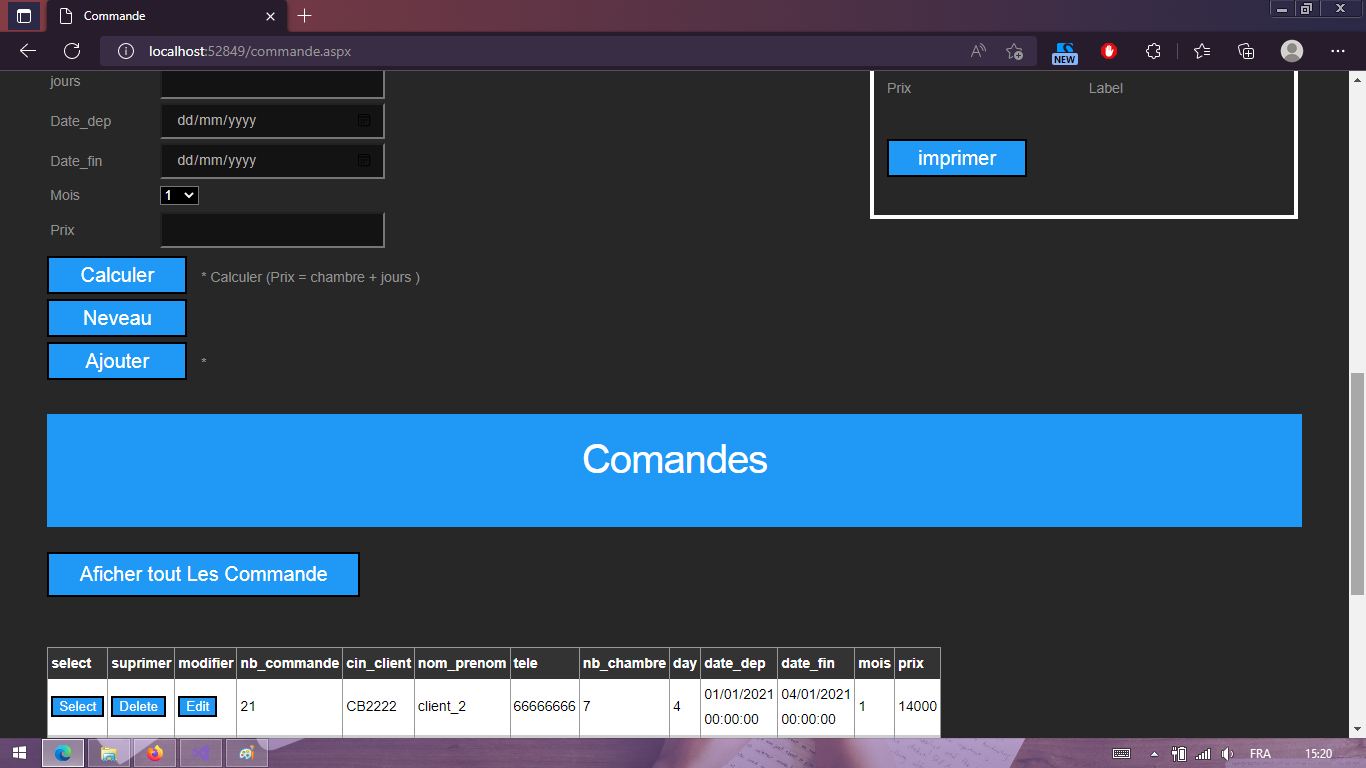 Commande
localhost:52849/commande.aspx
NEW
jours
Date_dep dd/mm/yyyy
Date_fin dd/mm/yyyy
Mois 1
Prix
Prix Label
imprimer
Calculer * Calculer (Prix = chambre + jours )
Neveau
Ajouter *
Comandes
Aficher tout Les Commande
select suprimer modifier nb_commande cin_client nom_prenom tele nb_chambre day date_dep date_fin mois prix
Select Delete Edit 21 CB2222 client_2 66666666 7 4 01/01/2021 00:00:00 04/01/2021 00:00:00 1 14000
FRA 15:20